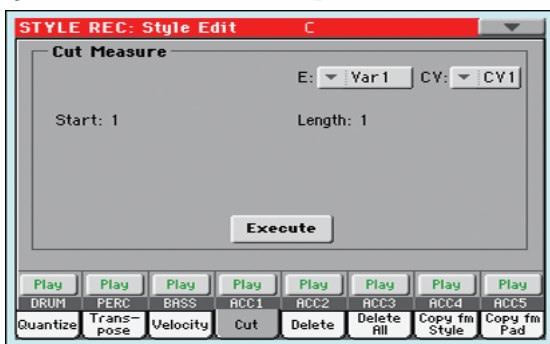 STYLE REC: Style Edit C
Cut Measure
E: Var1 CV: CV1
Start: 1 Length: 1
Execute
Play Play Play Play Play Play Play Play
DRUM PERC BASS ACC1 ACC2 ACC3 ACC4 ACC5
Quantize Trans-pose Velocity Cut Delete Delete All Copy fm Style Copy fm Pad